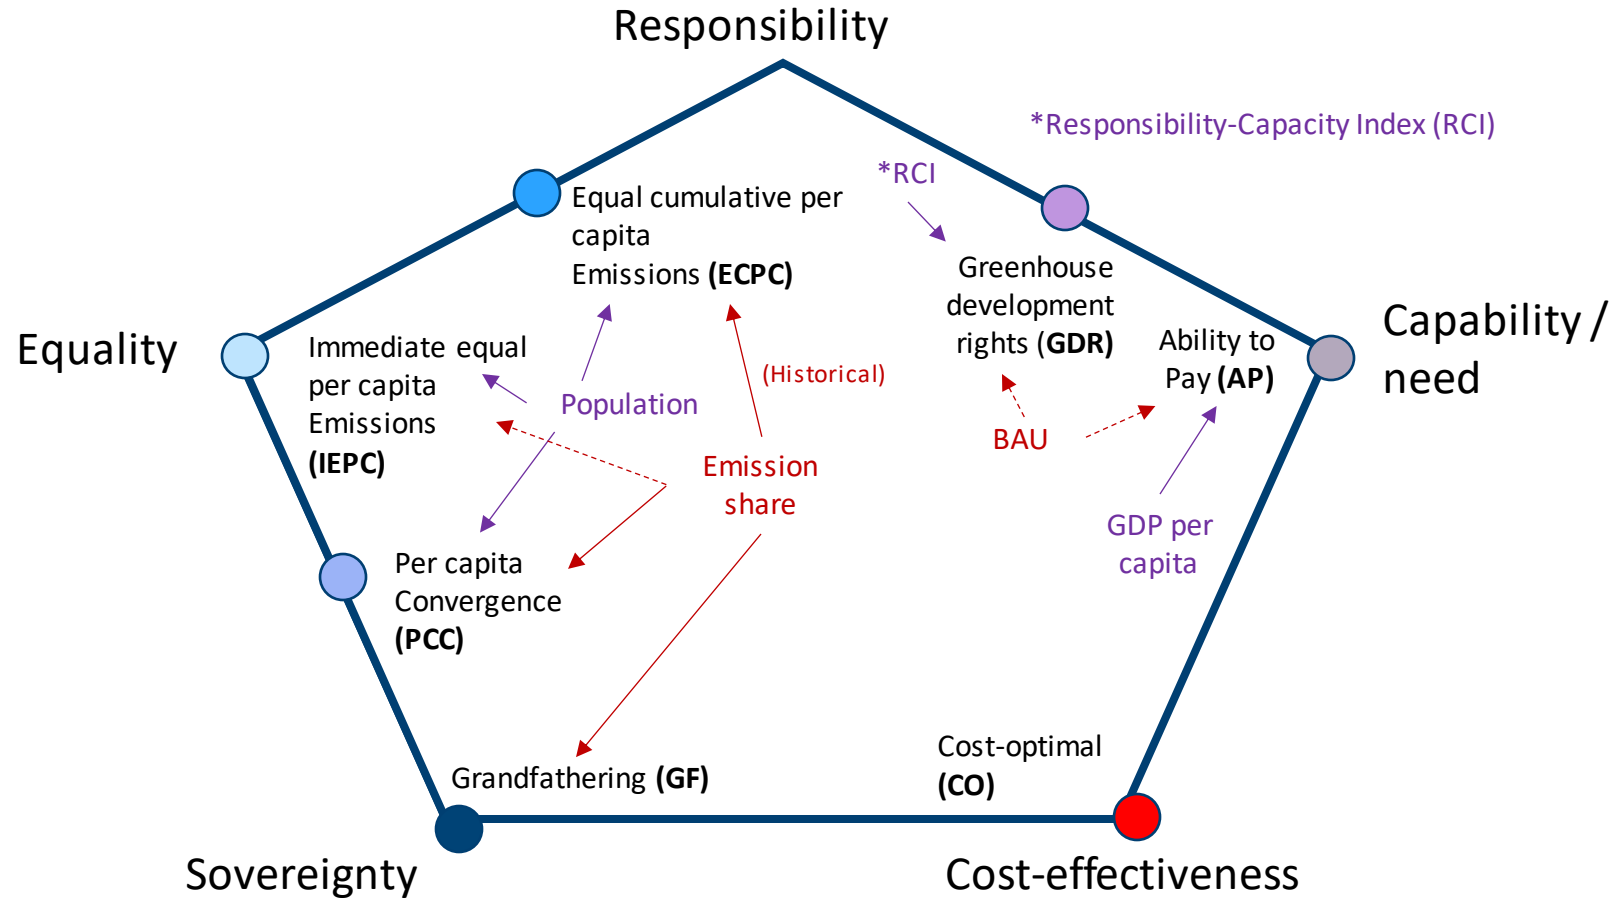 Responsibility
*Responsibility-Capacity Index (RCI)
*RCI
Equal cumulative per
capita
Emissions (ECPC)
Greenhouse
development
rights (GDR)
Equality
Immediate equal
per capita
Emissions
(IEPC)
(Historical)
Ability to
Pay (AP)
Capability /
need
Population
BAU
Emission
share
GDP per
capita
Per capita
Convergence
(PCC)
Cost-optimal
(CO)
Grandfathering (GF)
Sovereignty
Cost-effectiveness